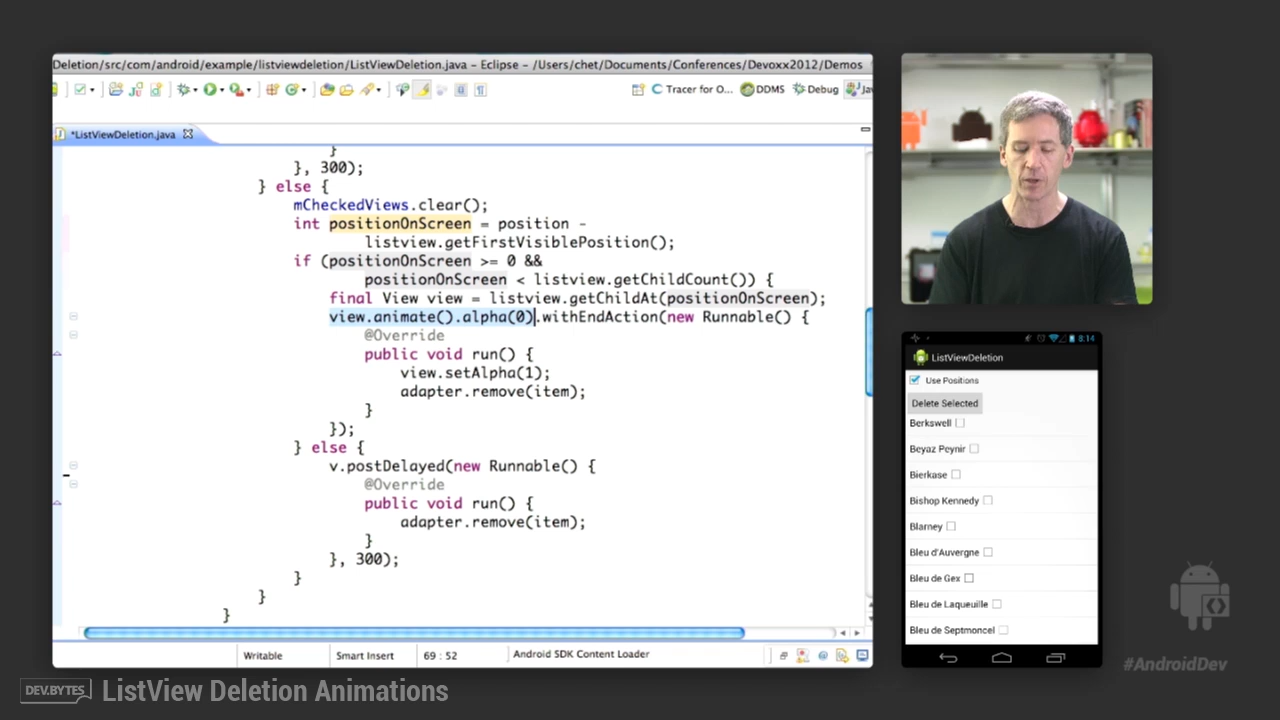 Deletion/src/com/android/example/listviewdeletion/ListViewDeletion.java - Eclipse - /Users/chet/Documents/Conferences/Devoxx2012/Demos
Tracer for O... DDMS Debug Jav
*ListViewDeletion.java
}
}, 300);
} else {
mCheckedViews.clear();
int positionOnScreen = position -
listview.getFirstVisiblePosition();
if (positionOnScreen >= 0 &&
positionOnScreen < listview.getChildCount()) {
final View view = listview.getChildAt(positionOnScreen);
view.animate().alpha(0).withEndAction(new Runnable() {
@Override
public void run() {
view.setAlpha(1);
adapter.remove(item);
}
});
} else {
v.postDelayed(new Runnable() {
@Override
public void run() {
adapter.remove(item);
}
}, 300);
}
}
}
Writable Smart Insert 69 : 52 Android SDK Content Loader
8:14
ListViewDeletion
Use Positions
Delete Selected
Berkswell
Beyaz Peynir
Bierkase
Bishop Kennedy
Blarney
Bleu d'Auvergne
Bleu de Gex
Bleu de Laqueuille
Bleu de Septmoncel
#AndroidDev
DEV.BYTES ListView Deletion Animations